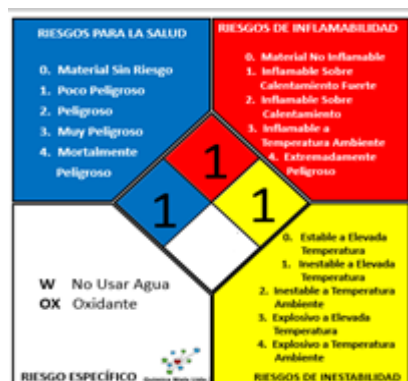 RIESGOS PARA LA SALUD
0. Material Sin Riesgo
1. Poco Peligroso
2. Peligroso
3. Muy Peligroso
4. Mortalmente
Peligroso
RIESGOS DE INFLAMABILIDAD
0. Material No Inflamable
1. Inflamable Sobre
Calentamiento Fuerte
2. Inflamable Sobre
Calentamiento
3. Inflamable a
Temperatura Ambiente
4. Extremadamente
Peligroso
1
1
1
W No Usar Agua
OX Oxidante
RIESGO ESPECÍFICO
0. Estable a Elevada
Temperatura
1. Inestable a Elevada
Temperatura
2. Inestable a Temperatura
Ambiente
3. Explosivo a Elevada
Temperatura
4. Explosivo a Temperatura
Ambiente
RIESGOS DE INESTABILIDAD